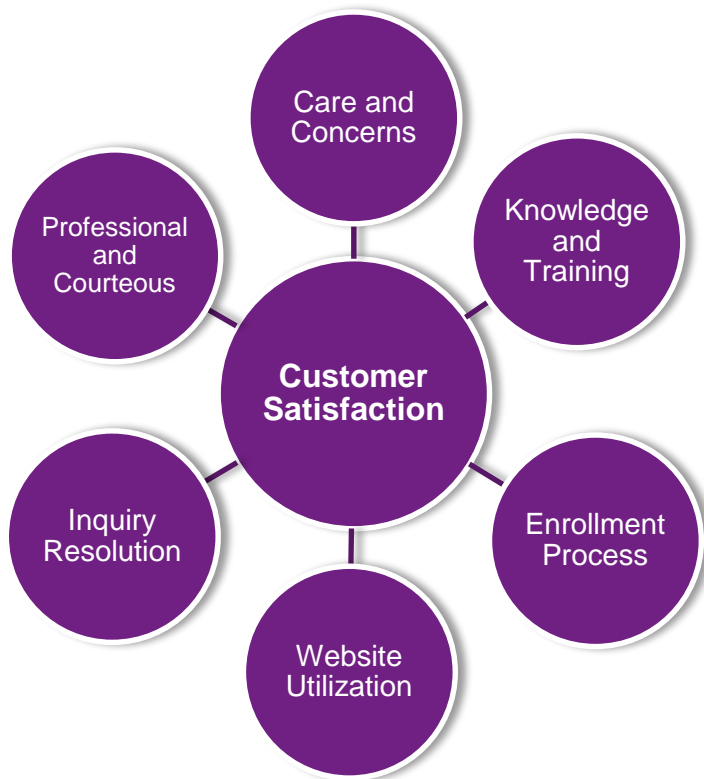 Care and
Concerns
Knowledge
and
Training
Professional
and
Courteous
Customer
Satisfaction
Inquiry
Resolution
Enrollment
Process
Website
Utilization